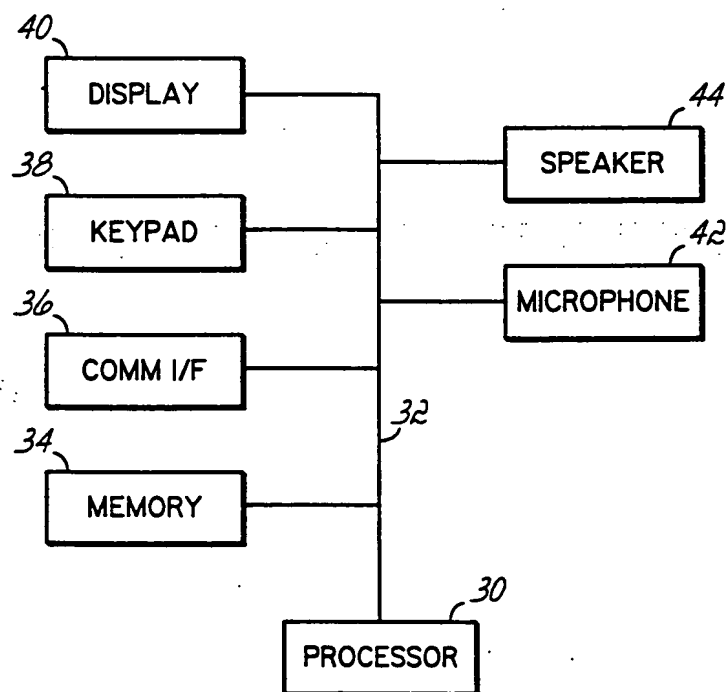 40
DISPLAY
44
SPEAKER
38
KEYPAD
42
MICROPHONE
36
COMM I/F
32
34
MEMORY
30
PROCESSOR